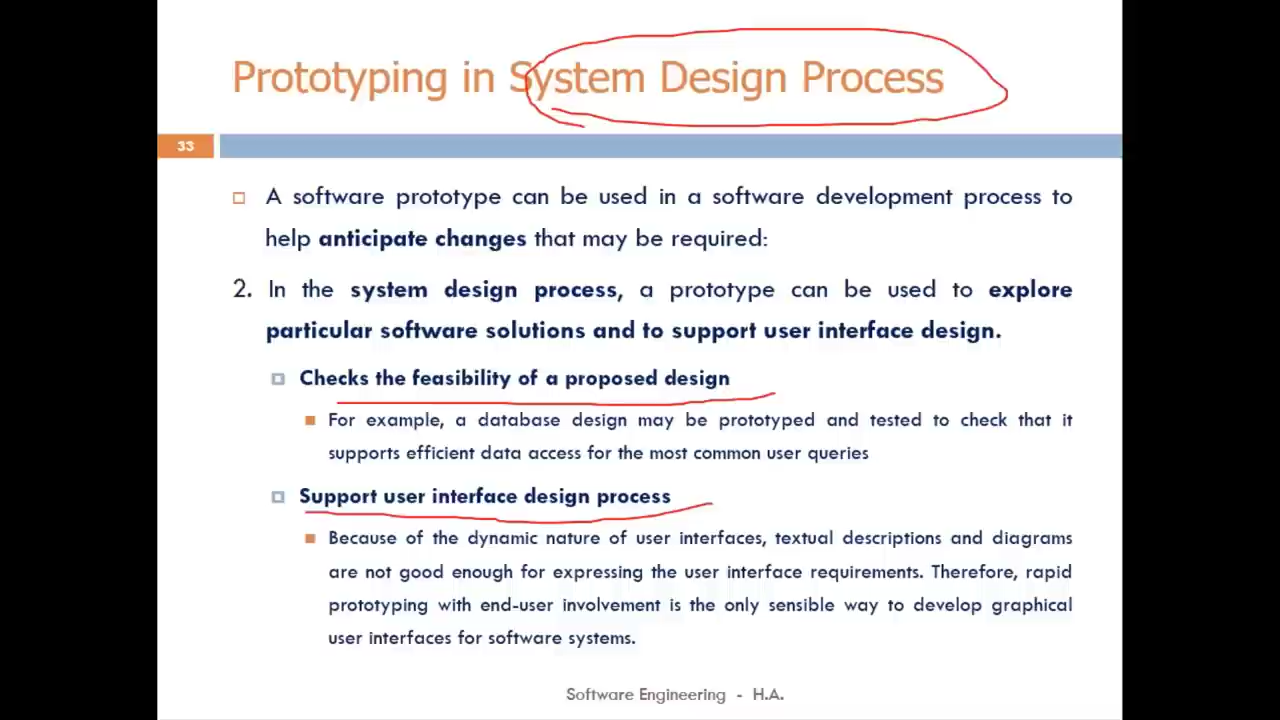 Prototyping in System Design Process
33
A software prototype can be used in a software development process to
help anticipate changes that may be required:
2. In the system design process, a prototype can be used to explore
particular software solutions and to support user interface design.
Checks the feasibility of a proposed design
For example, a database design may be prototyped and tested to check that it
supports efficient data access for the most common user queries
Support user interface design process
Because of the dynamic nature of user interfaces, textual descriptions and diagrams
are not good enough for expressing the user interface requirements. Therefore, rapid
prototyping with end-user involvement is the only sensible way to develop graphical
user interfaces for software systems.
Software Engineering - H.A.